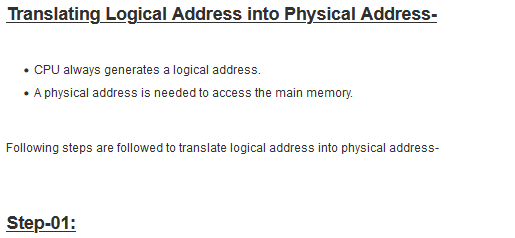 Translating Logical Address into Physical Address-
• CPU always generates a logical address.
• A physical address is needed to access the main memory.
Following steps are followed to translate logical address into physical address-
Step-01: